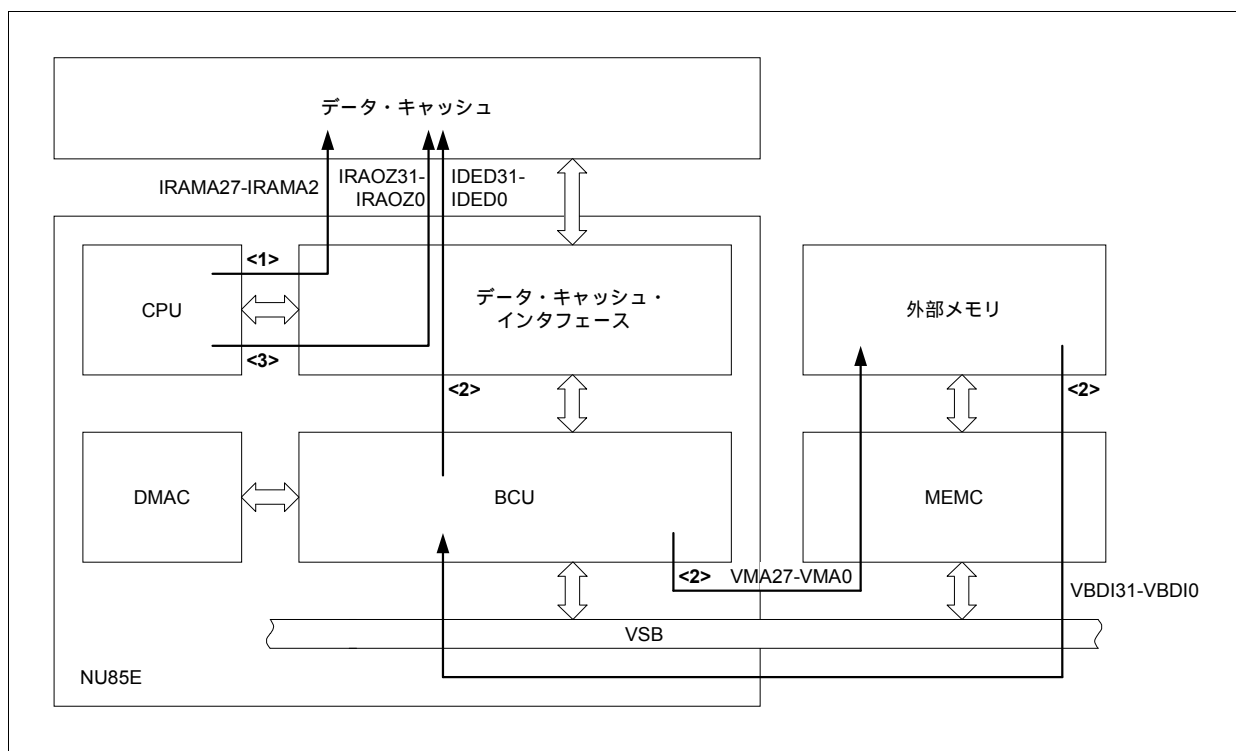 データ・キャッシュ
IRAMA27-IRAMA2
IRAOZ31-
IRAOZ0
IDED31-
IDED0
<1>
CPU
<3>
データ・キャッシュ・
インタフェース
外部メモリ
<2>
<2>
DMAC
BCU
MEMC
<2>
VMA27-VMA0
VBDI31-VBDI0
VSB
NU85E